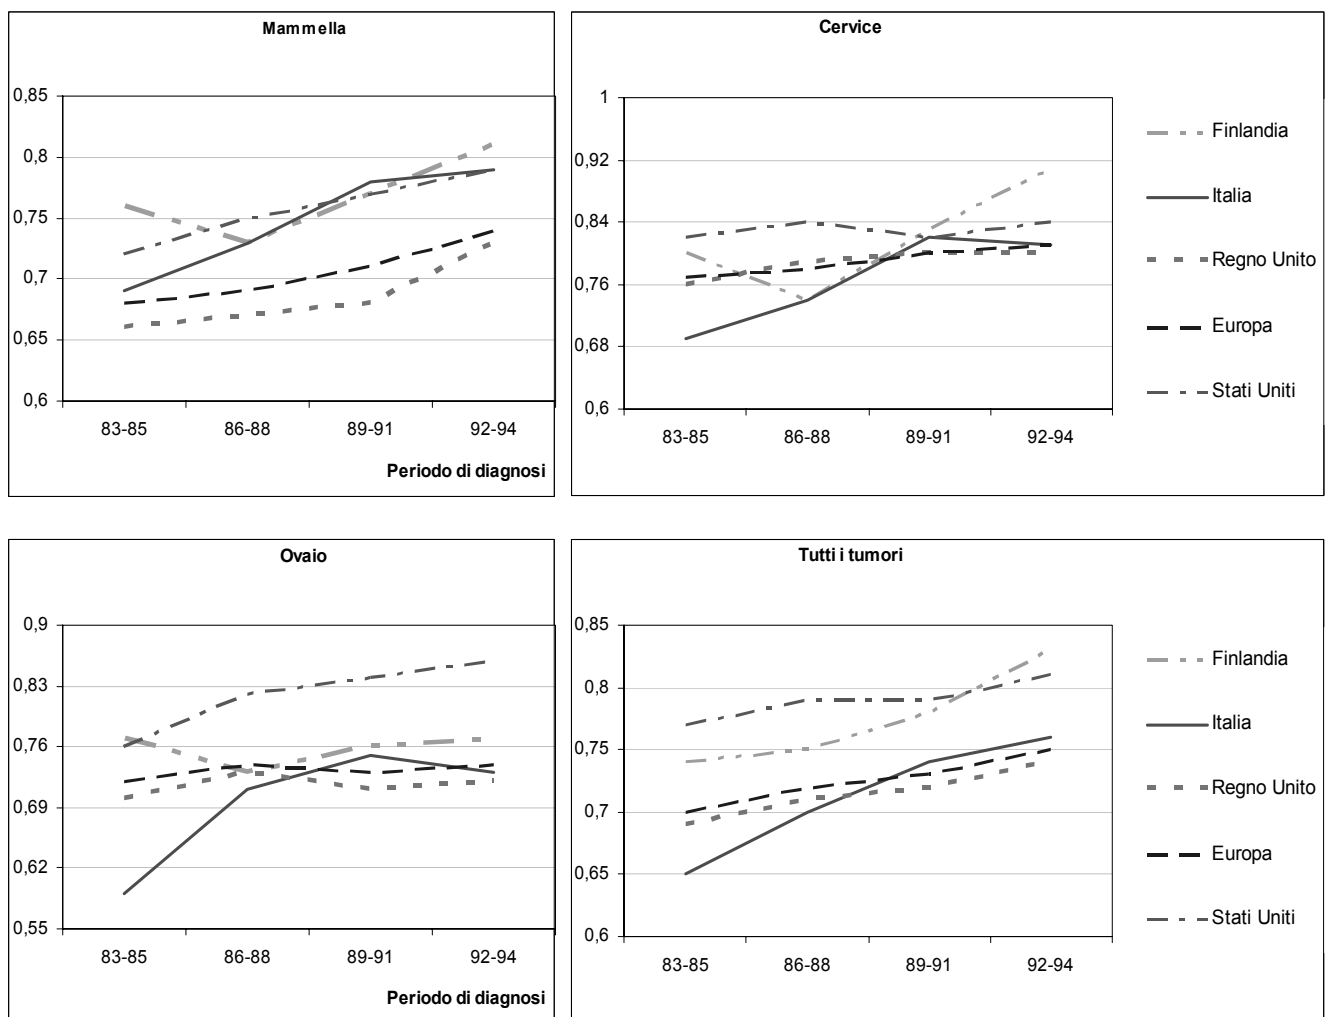 Mammella
0,85
0,8
0,75
0,7
0,65
0,6
83-85 86-88 89-91 92-94
Periodo di diagnosi
Cervice
1
0,92
0,84
0,76
0,68
0,6
83-85 86-88 89-91 92-94
Finlandia
Italia
Regno Unito
Europa
Stati Uniti
Ovaio
0,9
0,83
0,76
0,69
0,62
0,55
83-85 86-88 89-91 92-94
Periodo di diagnosi
Tutti i tumori
0,85
0,8
0,75
0,7
0,65
0,6
83-85 86-88 89-91 92-94
Finlandia
Italia
Regno Unito
Europa
Stati Uniti